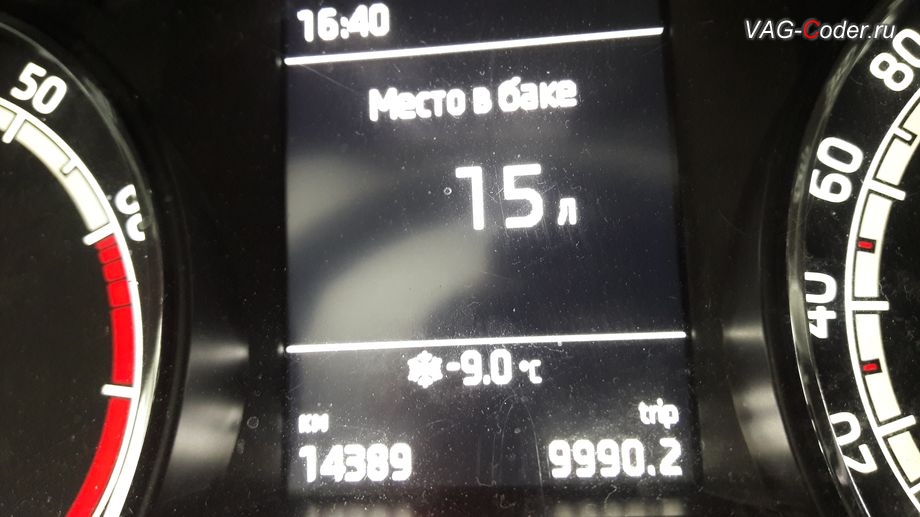 VAG-Coder.ru
16:40
Место в баке
15 л
50
60
80
60
40
20
-9.0 °C
км
trip
14389
9990.2